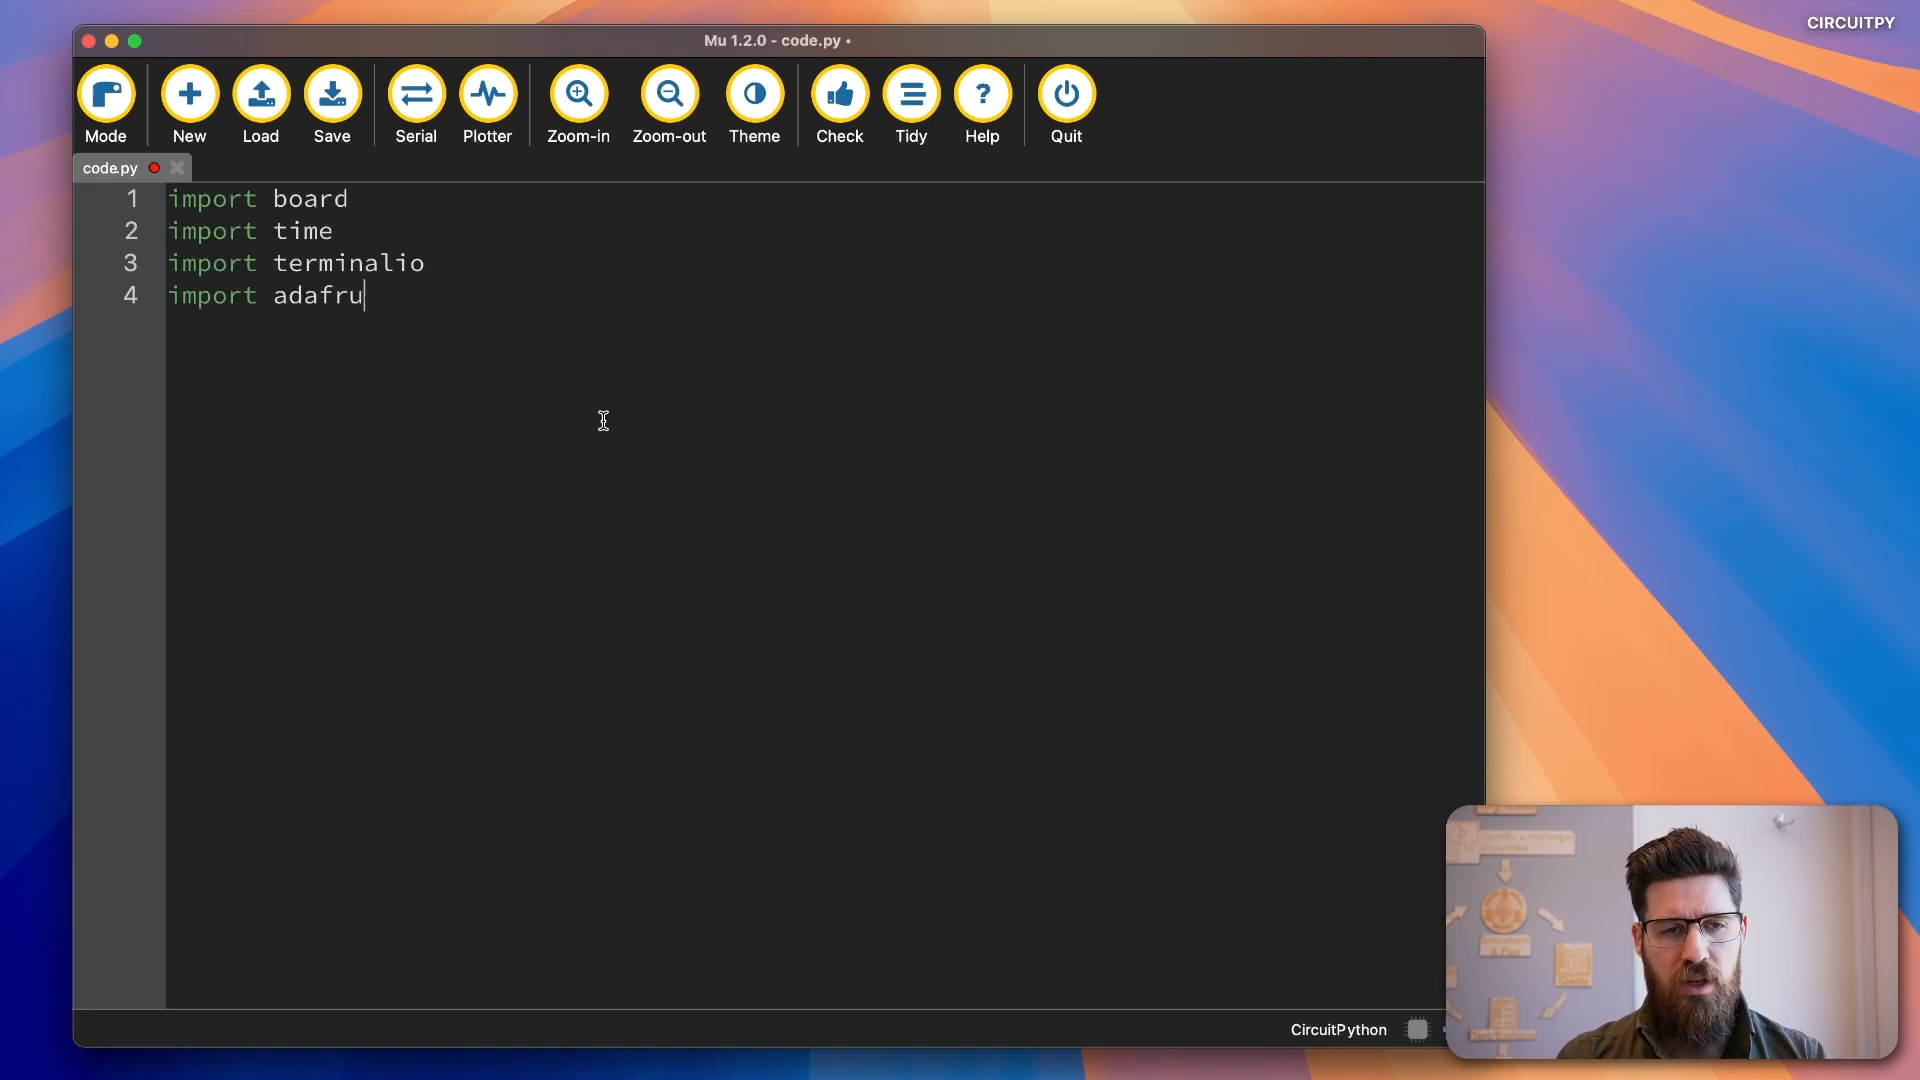 CIRCUITPY
Mu 1.2.0 - code.py •
Mode
New
Load
Save
Serial
Plotter
Zoom-in
Zoom-out
Theme
Check
Tidy
Help
Quit
code.py
1 import board
2 import time
3 import terminalio
4 import adafru
CircuitPython
Create